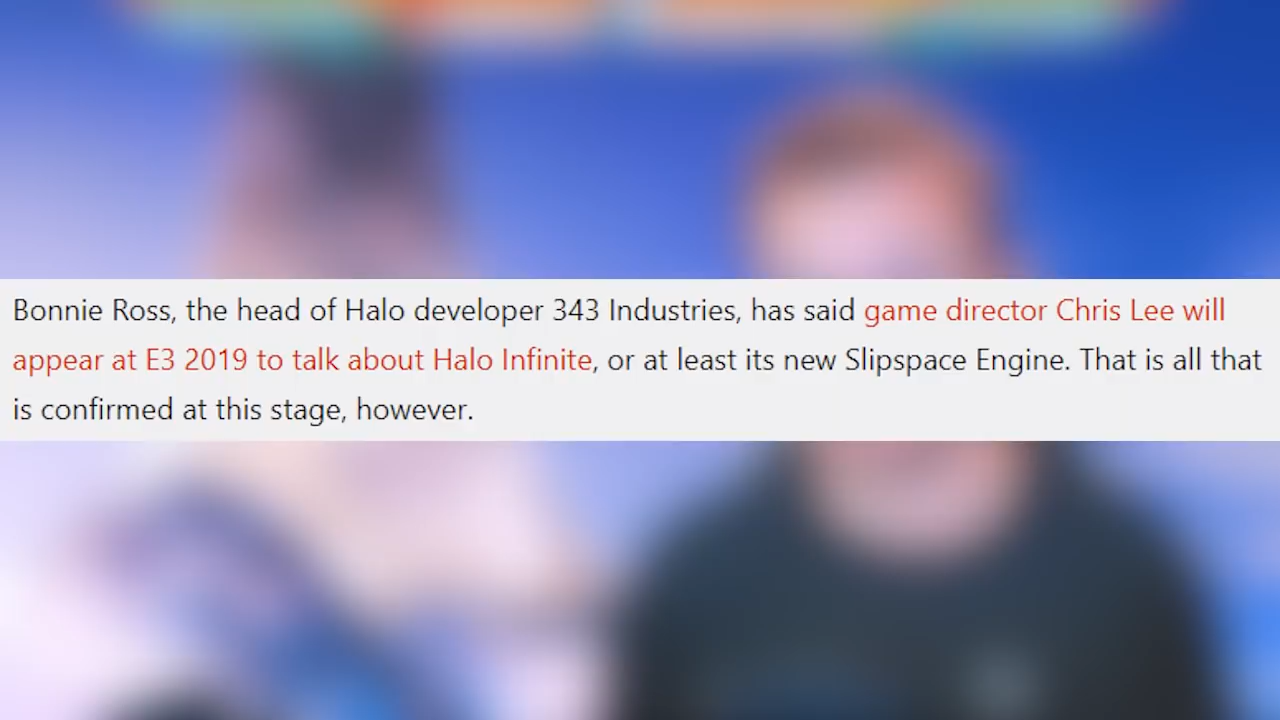 Bonnie Ross, the head of Halo developer 343 Industries, has said game director Chris Lee will
appear at E3 2019 to talk about Halo Infinite, or at least its new Slipspace Engine. That is all that
is confirmed at this stage, however.